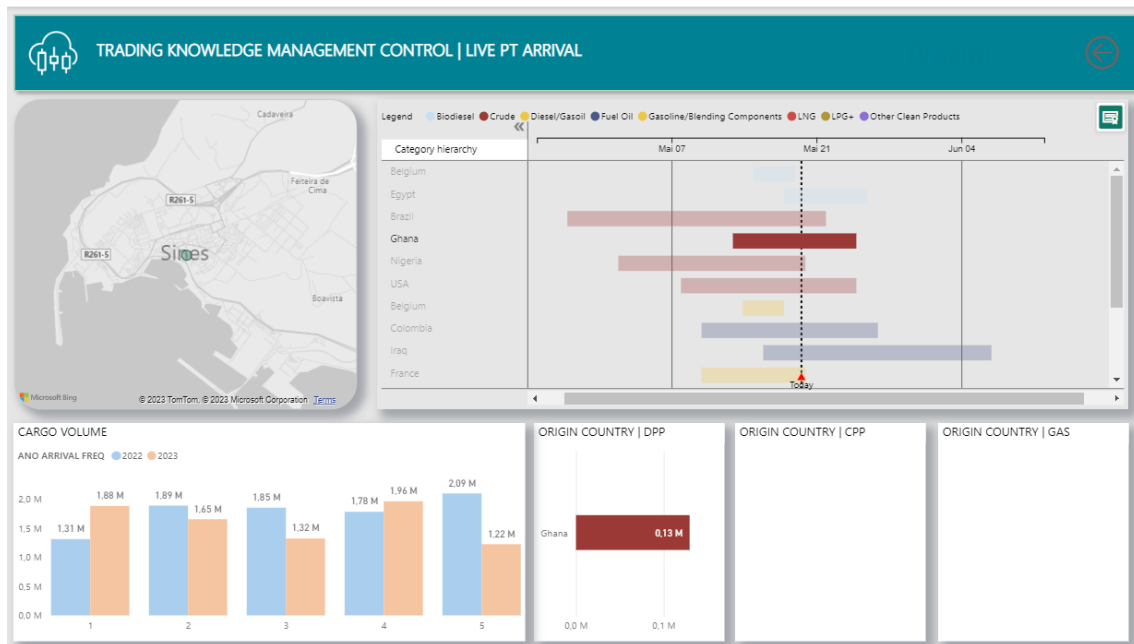 TRADING KNOWLEDGE MANAGEMENT CONTROL | LIVE PT ARRIVAL
Cadaveira
Ferteira de
Cima
R261-5
R261-5
Sines
Boavista
Microsoft Bing
© 2023 TomTom, © 2023 Microsoft Corporation Terms
Legend Biodiesel Crude Diesel/Gasoil Fuel Oil Gasoline/Blending Components LNG LPG+ Other Clean Products
Category hierarchy
Mai 07 Mai 21 Jun 04
Belgium
Egypt
Brazil
Ghana
Nigeria
USA
Belgium
Colombia
Iraq
France
Today
CARGO VOLUME
ANO ARRIVAL FREQ 2022 2023
2,0 M
1,5 M
1,0 M
0,5 M
0,0 M
1,31 M
1,88 M
1,89 M
1,65 M
1,85 M
1,32 M
1,78 M
1,96 M
2,09 M
1,22 M
1 2 3 4 5
ORIGIN COUNTRY | DPP
Ghana
0,13 M
0,0 M 0,1 M
ORIGIN COUNTRY | CPP
ORIGIN COUNTRY | GAS